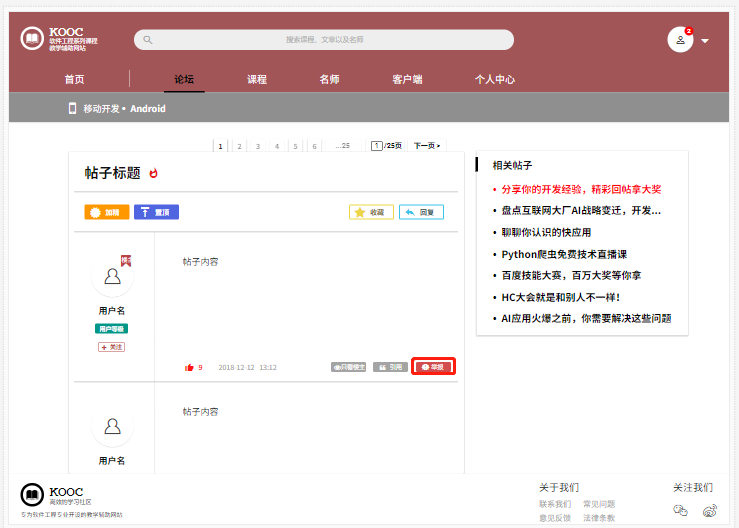 KOOC
软件工程系列课程
教学辅助网站
搜索课程、文章以及名师
2
首页 论坛 课程 名师 客户端 个人中心
移动开发• Android
1 2 3 4 5 6 ...25 1 /25页 下一页 >
帖子标题
加精 置顶 收藏 回复
帖子内容
用户名
用户等级
+ 关注
9 2018-12-12 13:12 只看楼主 引用 举报
帖子内容
用户名
相关帖子
• 分享你的开发经验，精彩回帖拿大奖
• 盘点互联网大厂AI战略变迁，开发...
• 聊聊你认识的快应用
• Python爬虫免费技术直播课
• 百度技能大赛，百万大奖等你拿
• HC大会就是和别人不一样！
• AI应用火爆之前，你需要解决这些问题
KOOC
高效的学习社区
专为软件工程专业开设的教学辅助网站
关于我们 关注我们
联系我们 常见问题
意见反馈 法律条款